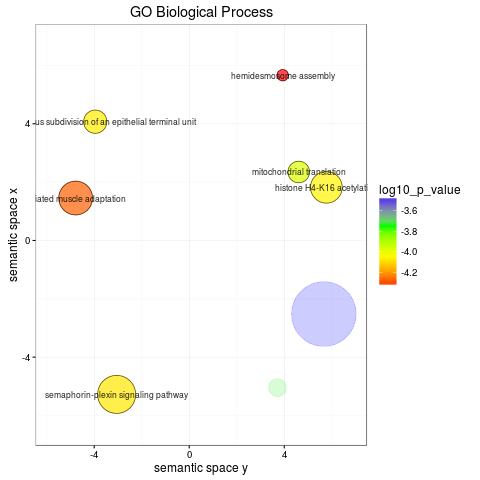 GO Biological Process
hemidesmosome assembly
us subdivision of an epithelial terminal unit
mitochondrial translation
histone H4-K16 acetylati
iated muscle adaptation
semaphorin-plexin signaling pathway
semantic space x
4
0
-4
-4
0
4
semantic space y
log10_p_value
-3.6
-3.8
-4.0
-4.2